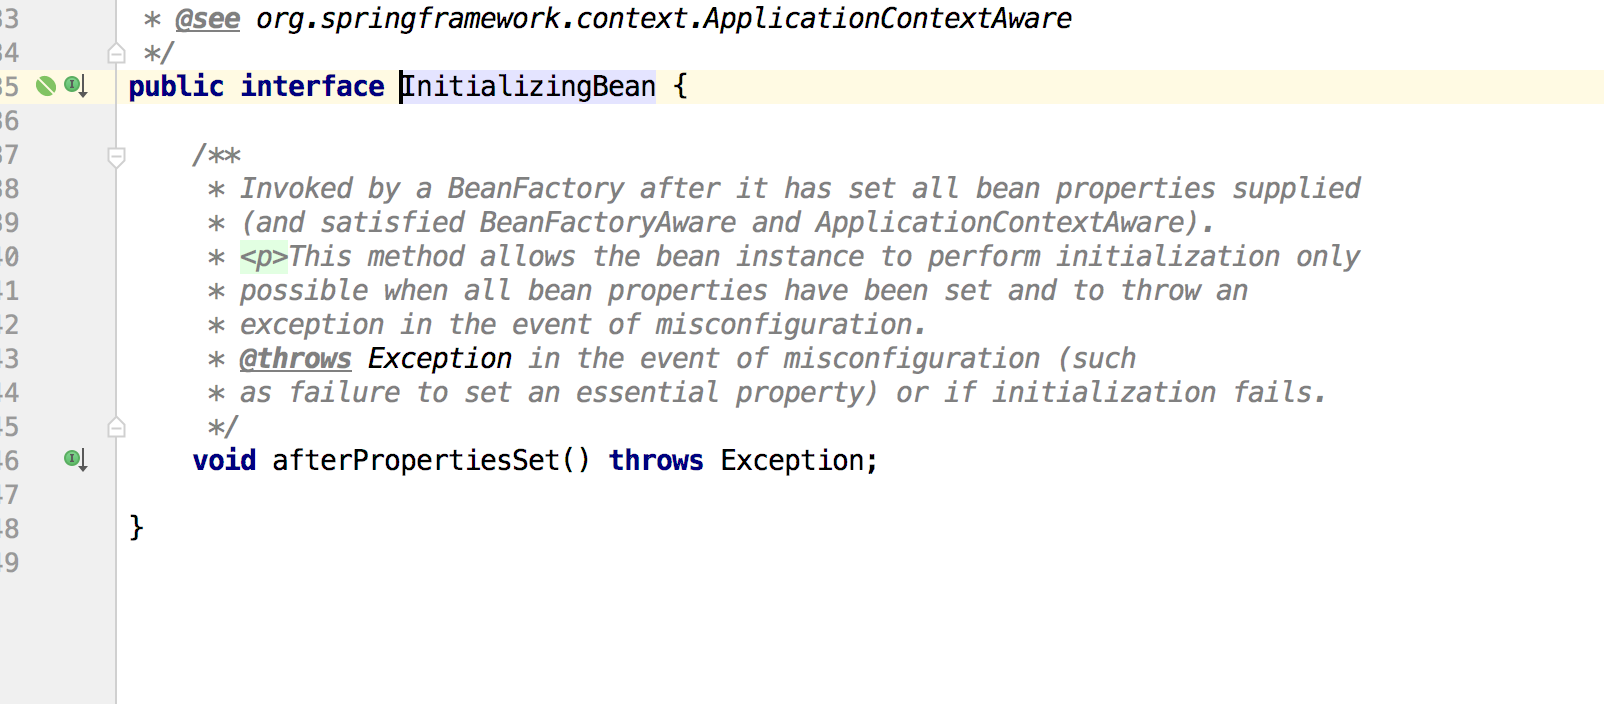 33 * @see org.springframework.context.ApplicationContextAware
34 */
35 public interface InitializingBean {
36
37 /**
38 * Invoked by a BeanFactory after it has set all bean properties supplied
39 * (and satisfied BeanFactoryAware and ApplicationContextAware).
40 * <p>This method allows the bean instance to perform initialization only
41 * possible when all bean properties have been set and to throw an
42 * exception in the event of misconfiguration.
43 * @throws Exception in the event of misconfiguration (such
44 * as failure to set an essential property) or if initialization fails.
45 */
46 void afterPropertiesSet() throws Exception;
47
48 }
49